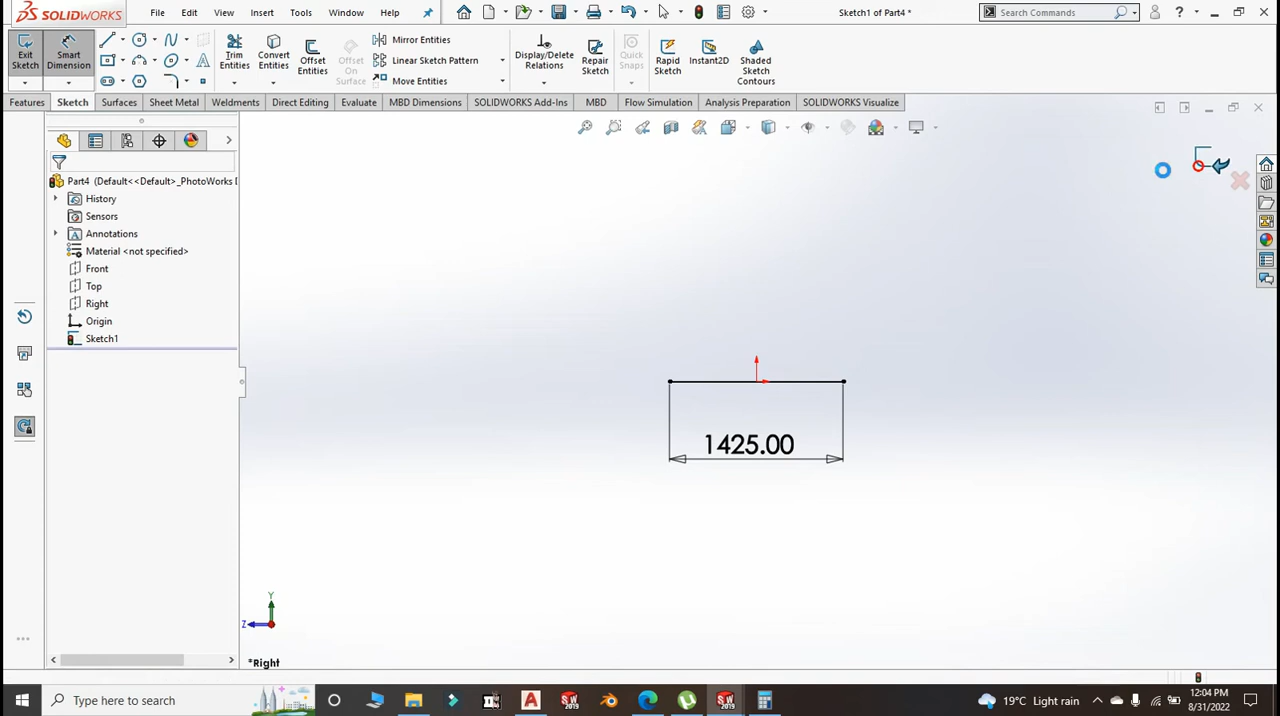 SOLIDWORKS File Edit View Insert Tools Window Help Sketch1 of Part4 * Search Commands ?
Exit Sketch Smart Dimension Trim Entities Convert Entities Offset Entities Offset On Surface Mirror Entities Linear Sketch Pattern Move Entities Display/Delete Relations Repair Sketch Quick Snaps Rapid Sketch Instant2D Shaded Sketch Contours
Features Sketch Surfaces Sheet Metal Weldments Direct Editing Evaluate MBD Dimensions SOLIDWORKS Add-Ins MBD Flow Simulation Analysis Preparation SOLIDWORKS Visualize
Part4 (Default<<Default>_PhotoWorks
History
Sensors
Annotations
Material <not specified>
Front
Top
Right
Origin
Sketch1
1425.00
Y
Z
*Right
Type here to search 19°C Light rain 12:04 PM
8/31/2022